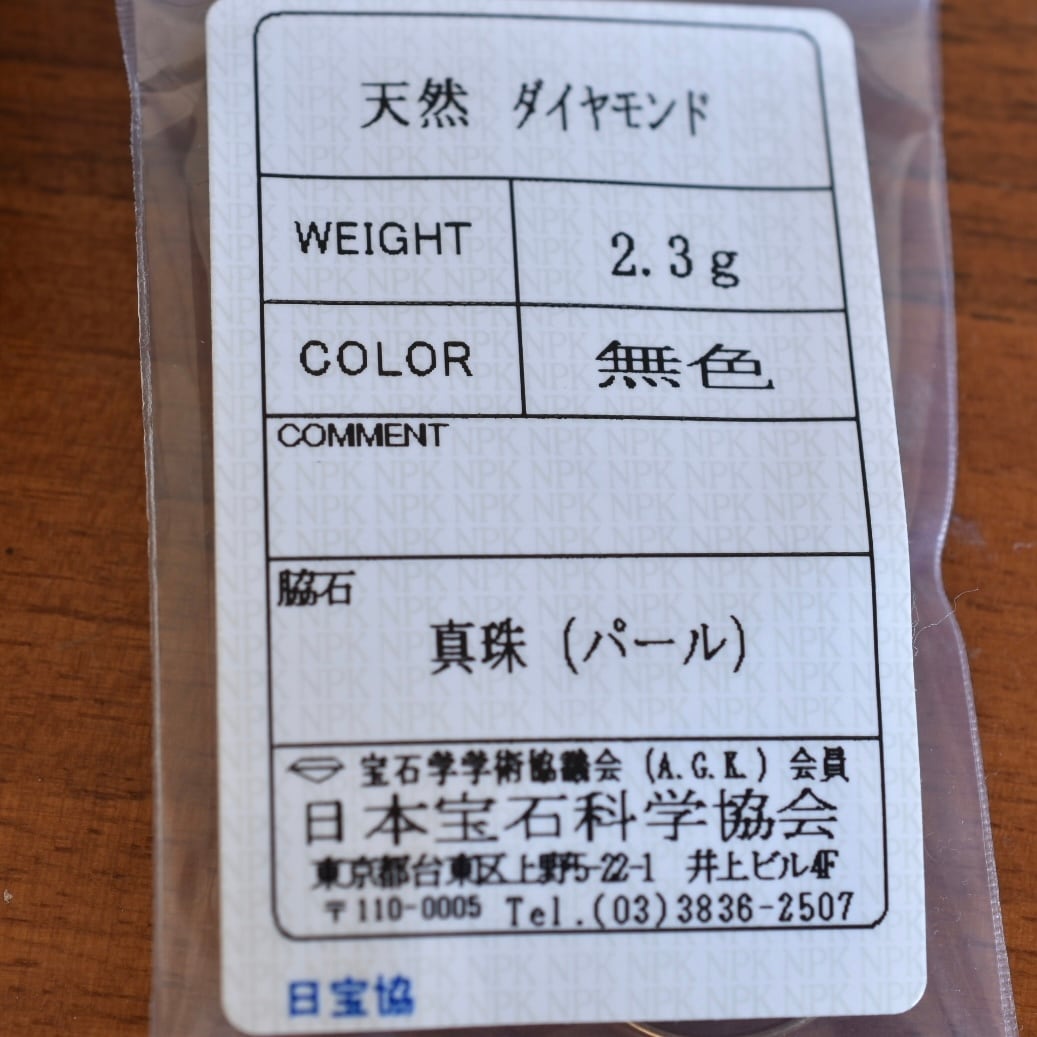 天然 ダイヤモンド
WEIGHT 2.3g
COLOR 無色
COMMENT
脇石
真珠 (パール)
宝石学学術協議会 (A.G.K.) 会員
日本宝石科学協会
東京都台東区上野5-22-1 井上ビル4F
〒110-0005 Tel.(03)3836-2507
日宝協